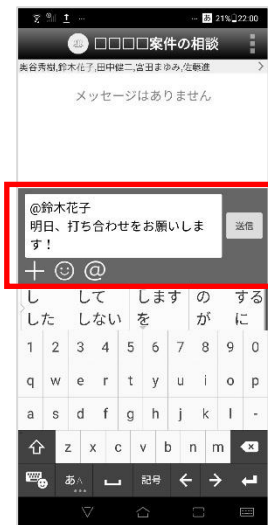 あ 21% 22:00
□□□□案件の相談
奥谷秀樹,鈴木花子,田中健二,宮田まゆみ,佐藤進 >
メッセージはありません
@鈴木花子
明日、打ち合わせをお願いしま
す！
送信
+ @
し して します の する
した しない を が に
1 2 3 4 5 6 7 8 9 0
q w e r t y u i o p
a s d f g h j k l -
z x c v b n m
あA 記号